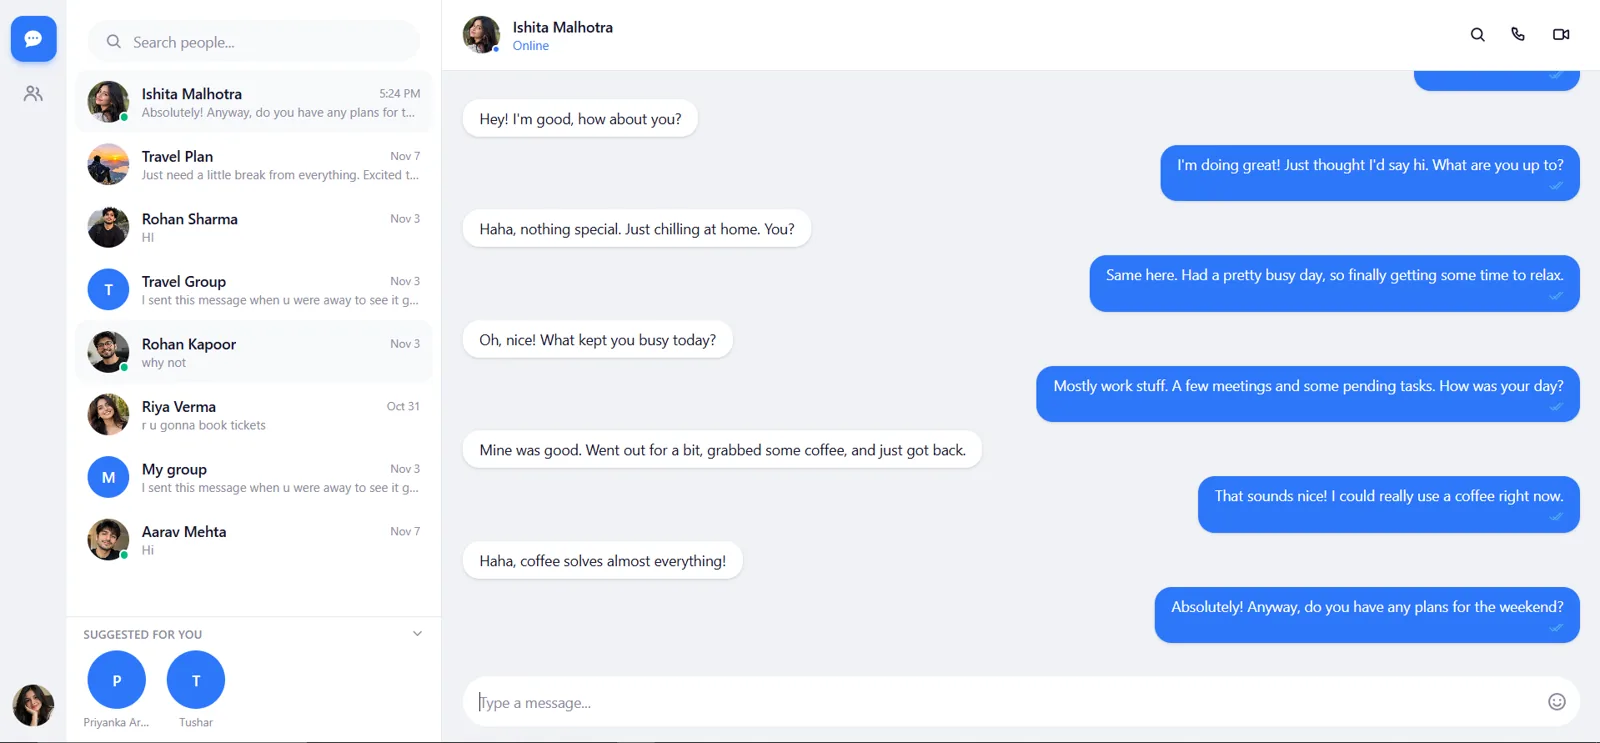 Search people...
Ishita Malhotra
5:24 PM
Absolutely! Anyway, do you have any plans for t...
Travel Plan
Nov 7
Just need a little break from everything. Excited t...
Rohan Sharma
Nov 3
HI
T
Travel Group
Nov 3
I sent this message when u were away to see it g...
Rohan Kapoor
Nov 3
why not
Riya Verma
Oct 31
r u gonna book tickets
M
My group
Nov 3
I sent this message when u were away to see it g...
Aarav Mehta
Nov 7
Hi
SUGGESTED FOR YOU
P
T
Priyanka Ar...
Tushar
Ishita Malhotra
Online
Hey! I'm good, how about you?
I'm doing great! Just thought I'd say hi. What are you up to?
Haha, nothing special. Just chilling at home. You?
Same here. Had a pretty busy day, so finally getting some time to relax.
Oh, nice! What kept you busy today?
Mostly work stuff. A few meetings and some pending tasks. How was your day?
Mine was good. Went out for a bit, grabbed some coffee, and just got back.
That sounds nice! I could really use a coffee right now.
Haha, coffee solves almost everything!
Absolutely! Anyway, do you have any plans for the weekend?
Type a message...